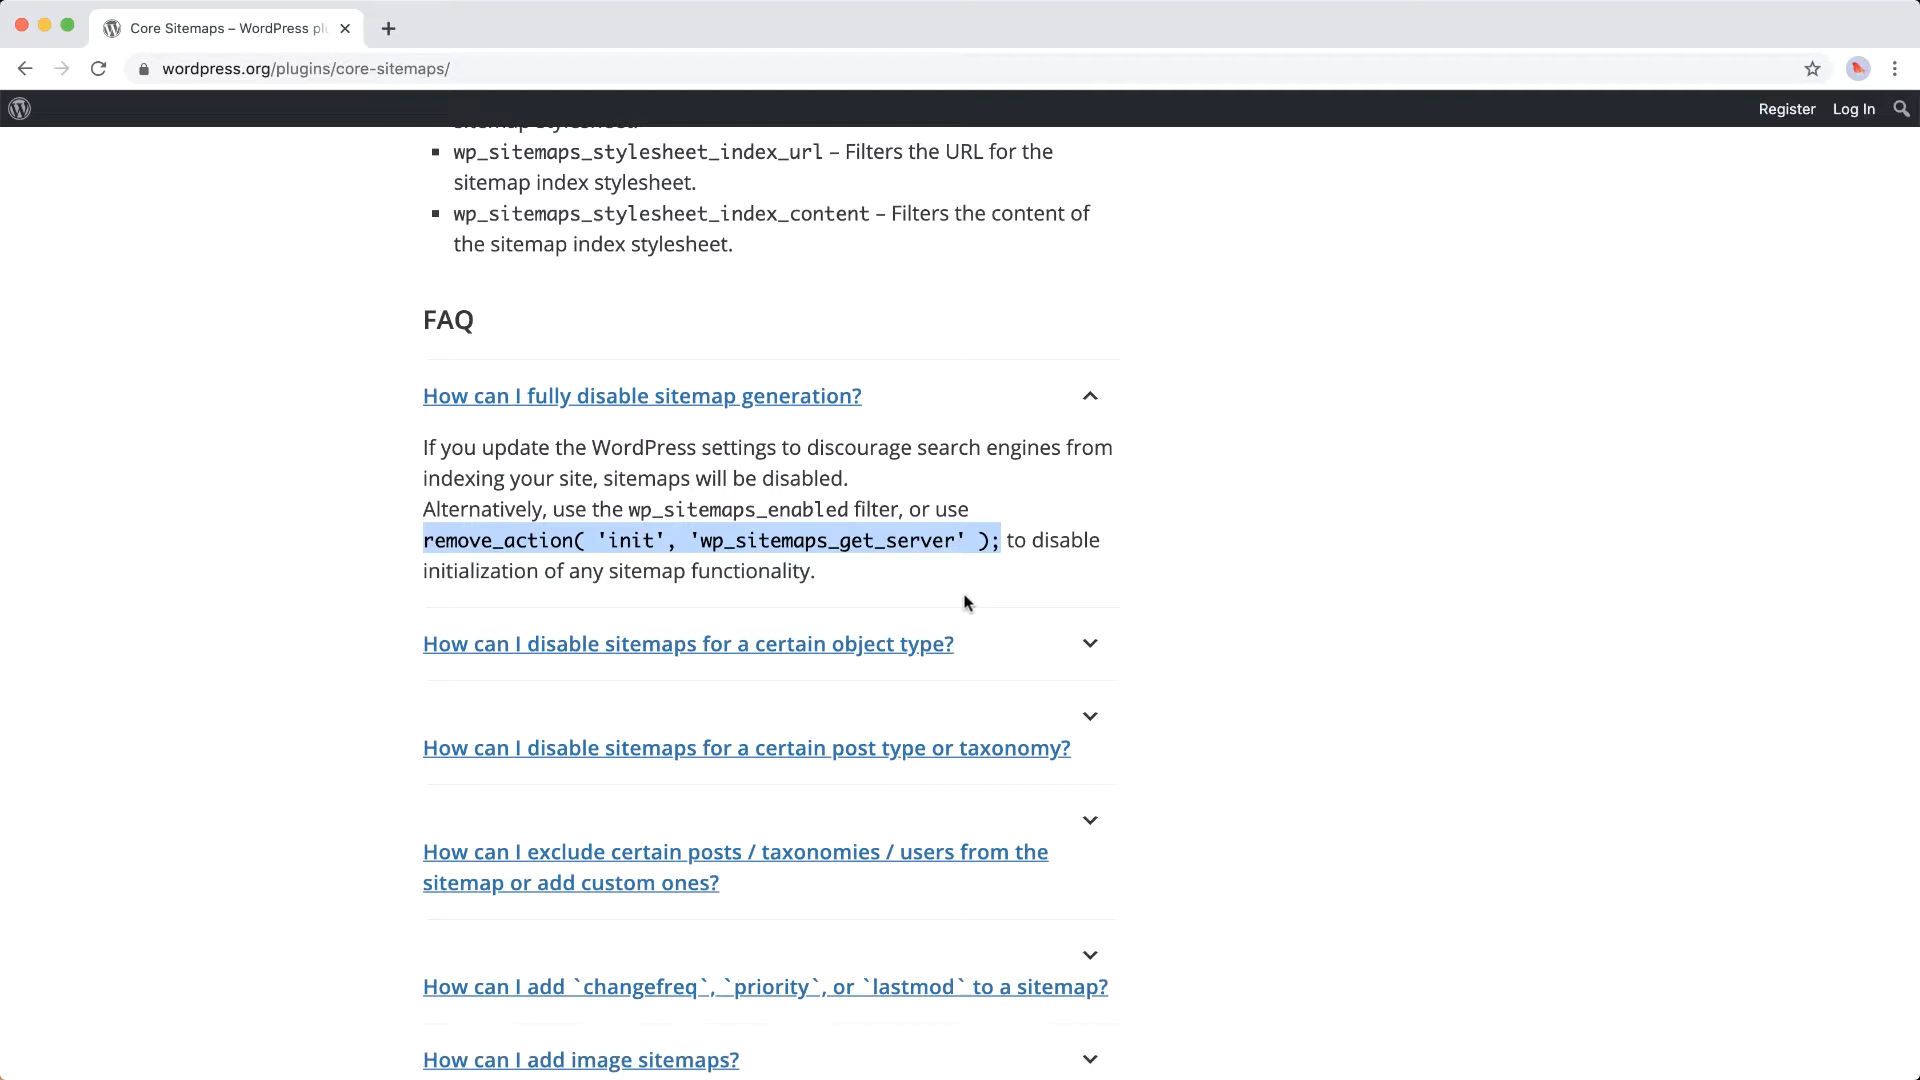 Core Sitemaps – WordPress pl
wordpress.org/plugins/core-sitemaps/
Register Log In
sitemap stylesheet.
wp_sitemaps_stylesheet_index_url – Filters the URL for the
sitemap index stylesheet.
wp_sitemaps_stylesheet_index_content – Filters the content of
the sitemap index stylesheet.
FAQ
How can I fully disable sitemap generation?
If you update the WordPress settings to discourage search engines from
indexing your site, sitemaps will be disabled.
Alternatively, use the wp_sitemaps_enabled filter, or use
remove_action( 'init', 'wp_sitemaps_get_server' ); to disable
initialization of any sitemap functionality.
How can I disable sitemaps for a certain object type?
How can I disable sitemaps for a certain post type or taxonomy?
How can I exclude certain posts / taxonomies / users from the
sitemap or add custom ones?
How can I add `changefreq`, `priority`, or `lastmod` to a sitemap?
How can I add image sitemaps?